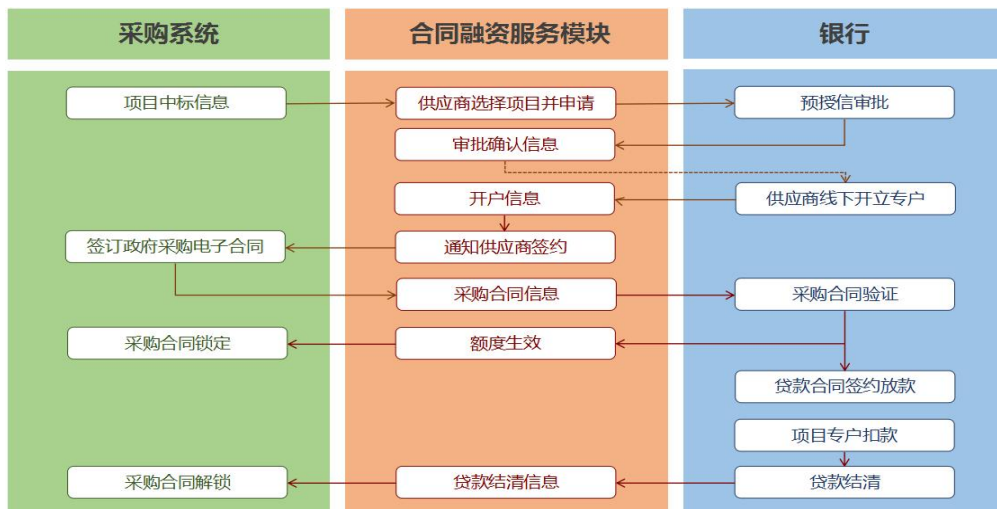 采购系统
合同融资服务模块
银行
项目中标信息
供应商选择项目并申请
预授信审批
审批确认信息
开户信息
供应商线下开立专户
签订政府采购电子合同
通知供应商签约
采购合同信息
采购合同验证
采购合同锁定
额度生效
贷款合同签约放款
项目专户扣款
采购合同解锁
贷款结清信息
贷款结清